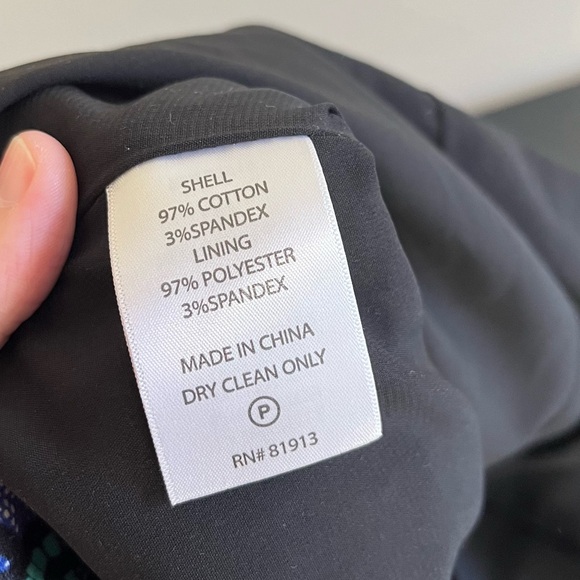 SHELL
97% COTTON
3%SPANDEX
LINING
97% POLYESTER
3%SPANDEX
MADE IN CHINA
DRY CLEAN ONLY
P
RN# 81913